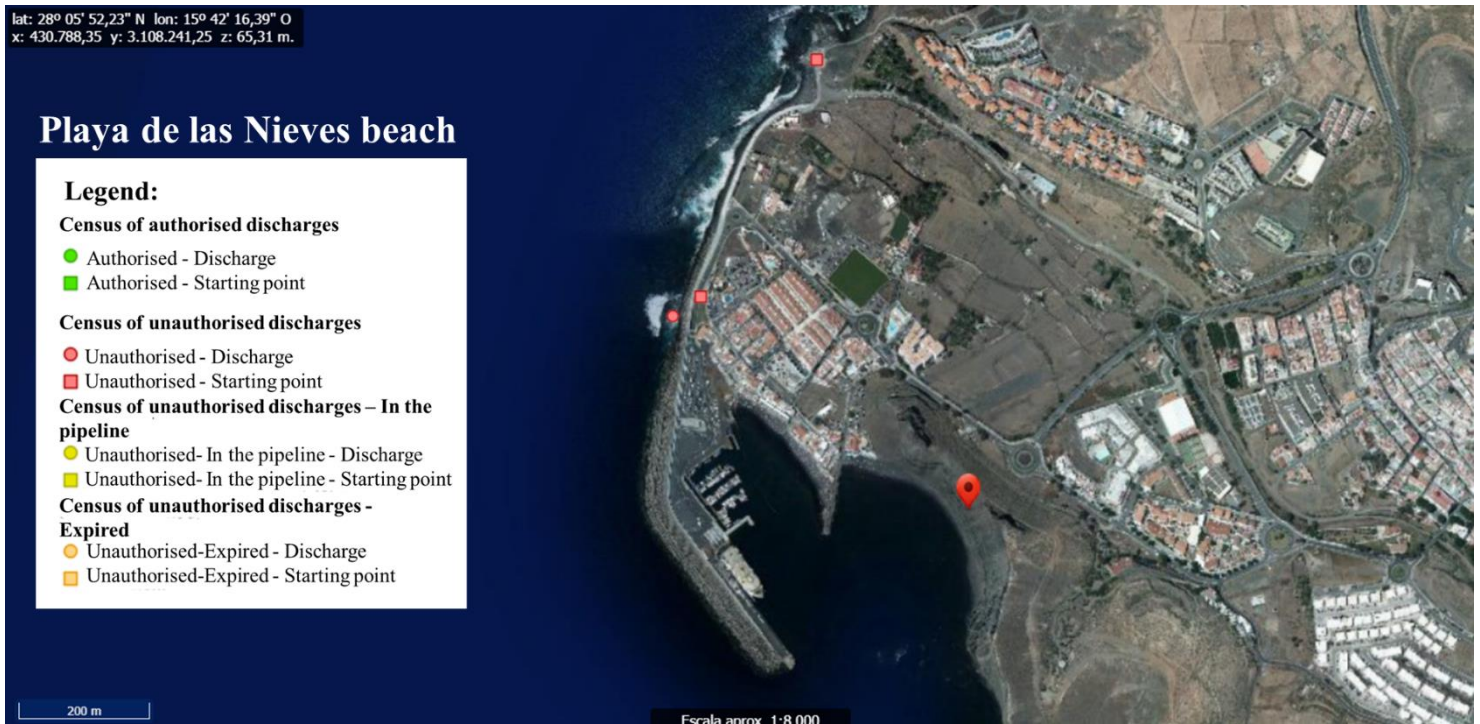 lat: 28º 05' 52,23" N lon: 15º 42' 16,39" O
x: 430.788,35 y: 3.108.241,25 z: 65,31 m.
Playa de las Nieves beach
Legend:
Census of authorised discharges
Authorised - Discharge
Authorised - Starting point
Census of unauthorised discharges
Unauthorised - Discharge
Unauthorised - Starting point
Census of unauthorised discharges – In the
pipeline
Unauthorised- In the pipeline - Discharge
Unauthorised- In the pipeline - Starting point
Census of unauthorised discharges -
Expired
Unauthorised-Expired - Discharge
Unauthorised-Expired - Starting point
200 m
Escala aprox. 1:8.000